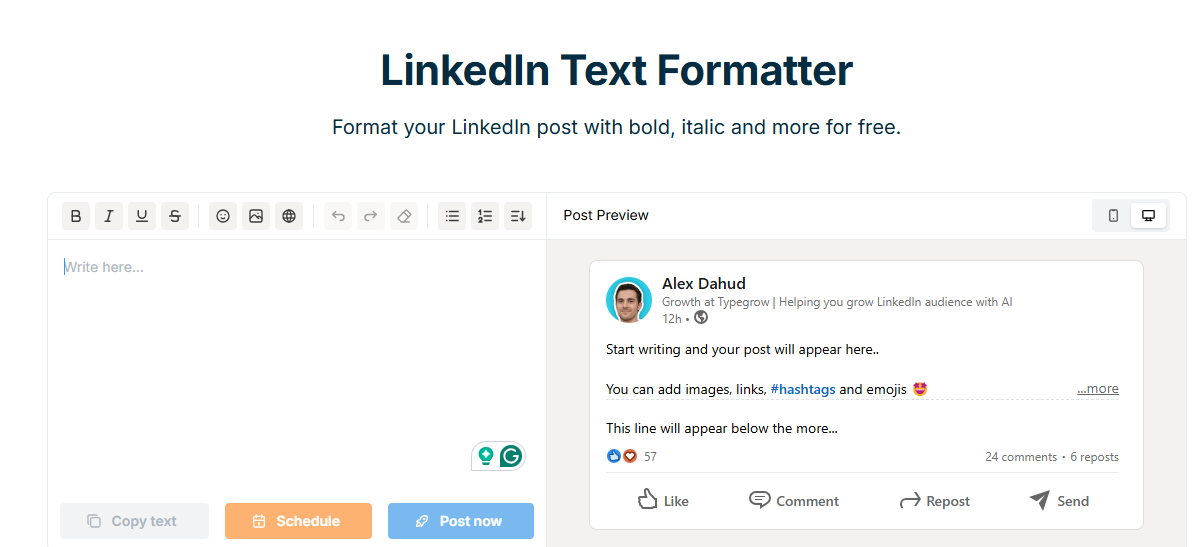 LinkedIn Text Formatter
Format your LinkedIn post with bold, italic and more for free.
B I U S
Post Preview
Write here...
Alex Dahud
Growth at Typegrow | Helping you grow LinkedIn audience with AI
12h •
Start writing and your post will appear here..
You can add images, links, #hashtags and emojis 🤩 ...more
This line will appear below the more...
57 24 comments • 6 reposts
Like Comment Repost Send
Copy text Schedule Post now